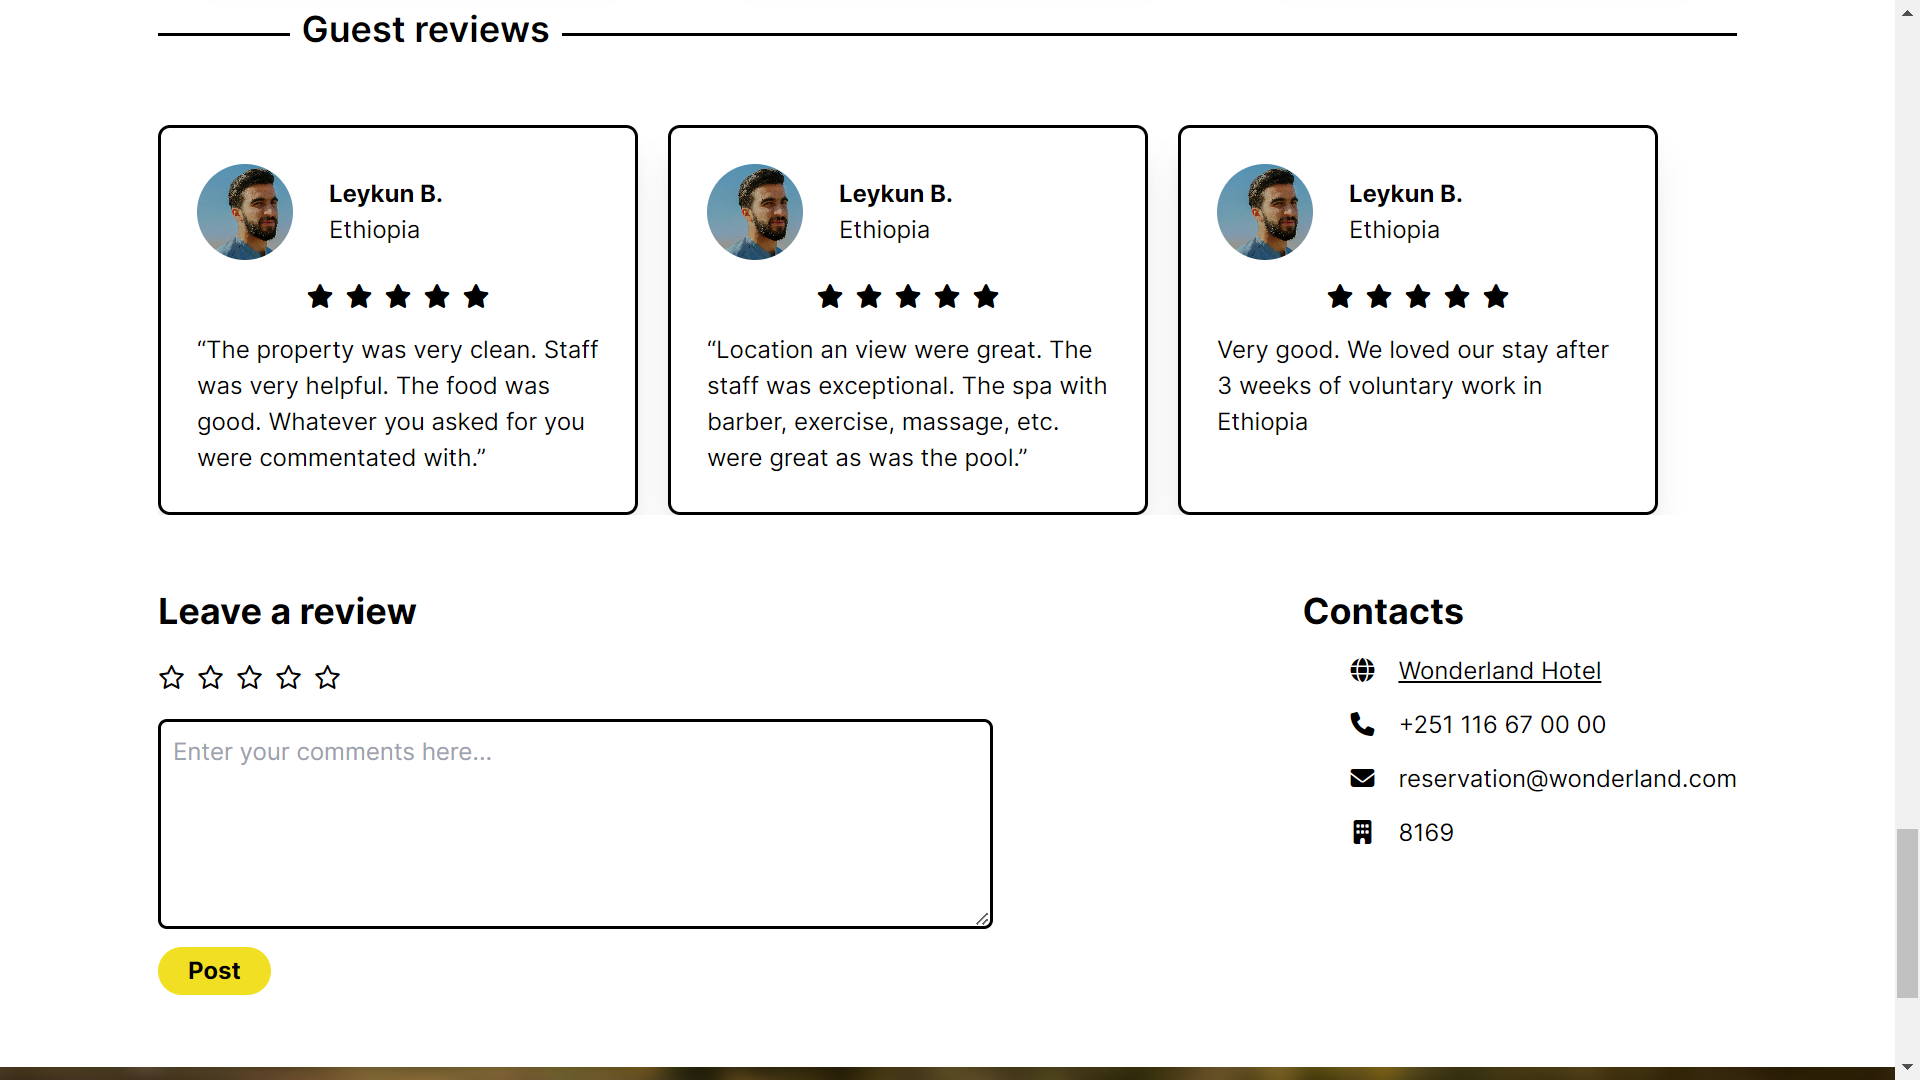 Guest reviews
Leykun B.
Ethiopia
“The property was very clean. Staff
was very helpful. The food was
good. Whatever you asked for you
were commentated with.”
Leykun B.
Ethiopia
“Location an view were great. The
staff was exceptional. The spa with
barber, exercise, massage, etc.
were great as was the pool.”
Leykun B.
Ethiopia
Very good. We loved our stay after
3 weeks of voluntary work in
Ethiopia
Leave a review
Enter your comments here...
Post
Contacts
Wonderland Hotel
+251 116 67 00 00
reservation@wonderland.com
8169